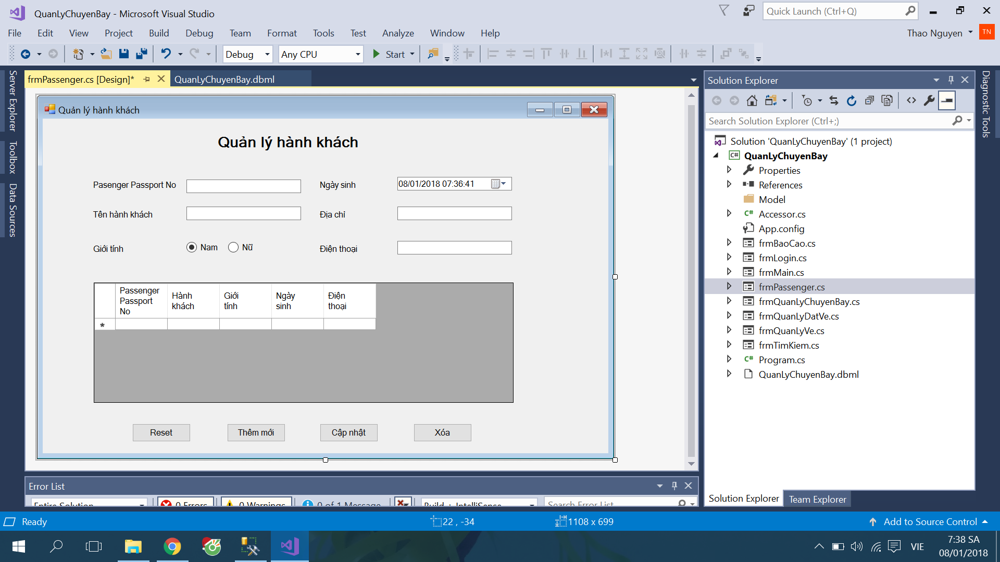 QuanLyChuyenBay - Microsoft Visual Studio
Quick Launch (Ctrl+Q)
File Edit View Project Build Debug Team Format Tools Test Analyze Window Help
Thao Nguyen TN
Debug Any CPU Start
Server Explorer
Toolbox
Data Sources
frmPassenger.cs [Design]* QuanLyChuyenBay.dbml
Quản lý hành khách
Quản lý hành khách
Pasenger Passport No
Ngày sinh 08/01/2018 07:36:41
Tên hành khách
Địa chỉ
Giới tính Nam Nữ
Điện thoại
Passenger Passport No
Hành khách
Giới tính
Ngày sinh
Điện thoại
*
Reset Thêm mới Cập nhật Xóa
Error List
Entire Solution 0 Errors 0 Warnings 0 of 1 Message Build + IntelliSense Search Error List
Solution Explorer
Search Solution Explorer (Ctrl+;)
Solution 'QuanLyChuyenBay' (1 project)
C# QuanLyChuyenBay
Properties
References
Model
C# Accessor.cs
App.config
frmBaoCao.cs
frmLogin.cs
frmMain.cs
frmPassenger.cs
frmQuanLyChuyenBay.cs
frmQuanLyDatVe.cs
frmQuanLyVe.cs
frmTimKiem.cs
C# Program.cs
QuanLyChuyenBay.dbml
Solution Explorer Team Explorer
Diagnostic Tools
Ready 22 , -34 1108 x 699 Add to Source Control
VIE
7:38 SA
08/01/2018